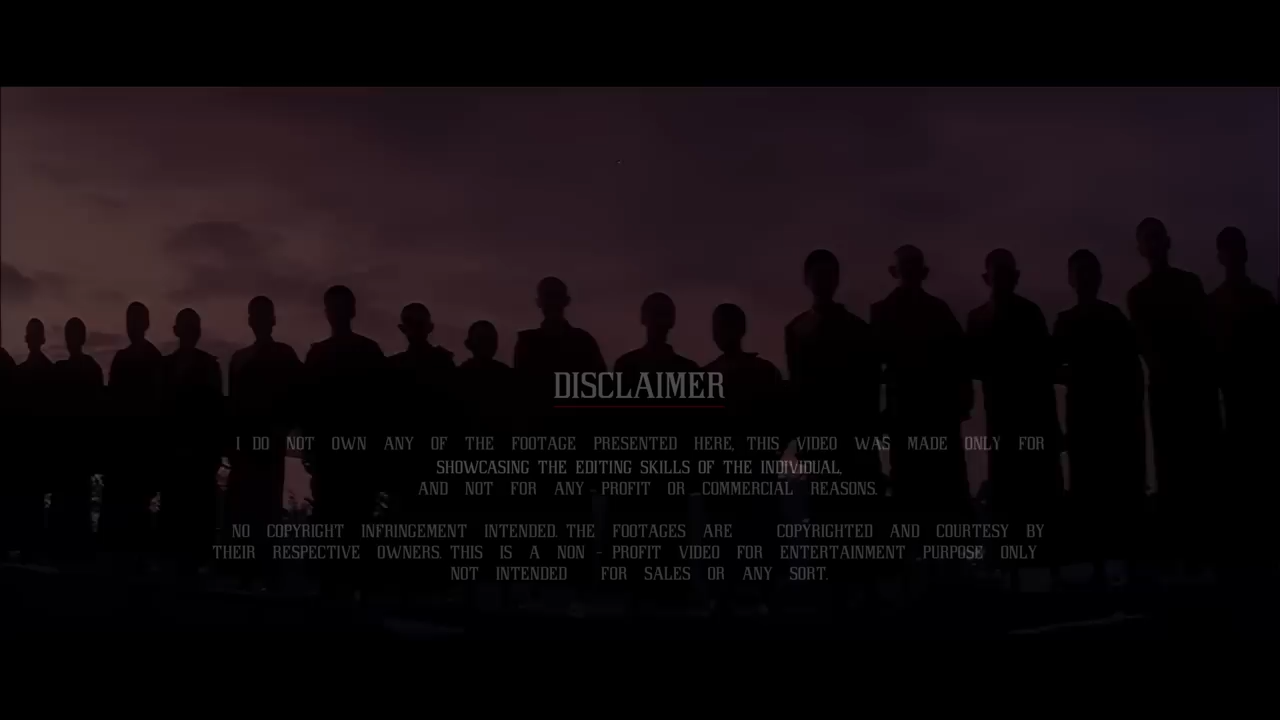 DISCLAIMER
I DO NOT OWN ANY OF THE FOOTAGE PRESENTED HERE, THIS VIDEO WAS MADE ONLY FOR
SHOWCASING THE EDITING SKILLS OF THE INDIVIDUAL,
AND NOT FOR ANY - PROFIT OR COMMERCIAL REASONS.
NO COPYRIGHT INFRINGEMENT INTENDED. THE FOOTAGES ARE COPYRIGHTED AND COURTESY BY
THEIR RESPECTIVE OWNERS. THIS IS A NON - PROFIT VIDEO FOR ENTERTAINMENT PURPOSE ONLY
NOT INTENDED FOR SALES OR ANY SORT.